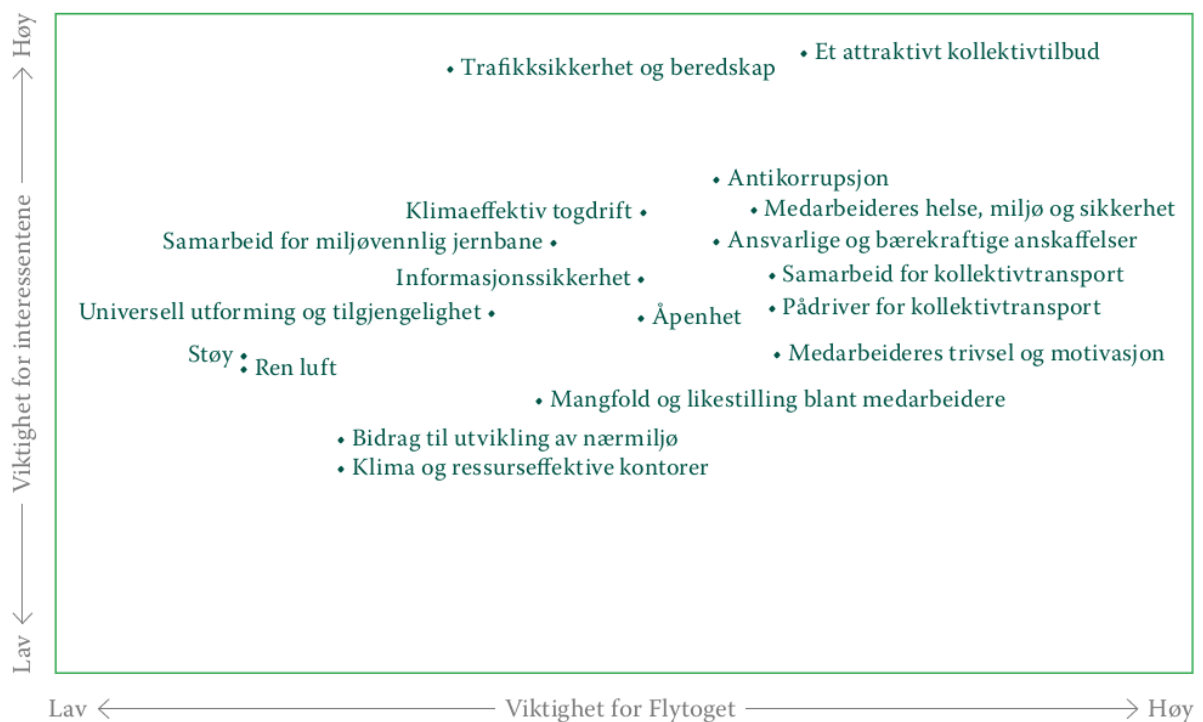 Høy
Et attraktivt kollektivtilbud
Trafikksikkerhet og beredskap
Antikorrupsjon
Klimaeffektiv togdrift
Medarbeideres helse, miljø og sikkerhet
Samarbeid for miljøvennlig jernbane
Ansvarlige og bærekraftige anskaffelser
Informasjonssikkerhet
Samarbeid for kollektivtransport
Universell utforming og tilgjengelighet
Åpenhet
Pådriver for kollektivtransport
Støy
Ren luft
Medarbeideres trivsel og motivasjon
Mangfold og likestilling blant medarbeidere
Bidrag til utvikling av nærmiljø
Klima og ressurseffektive kontorer
Viktighet for interessentene
Lav
Lav
Viktighet for Flytoget
Høy